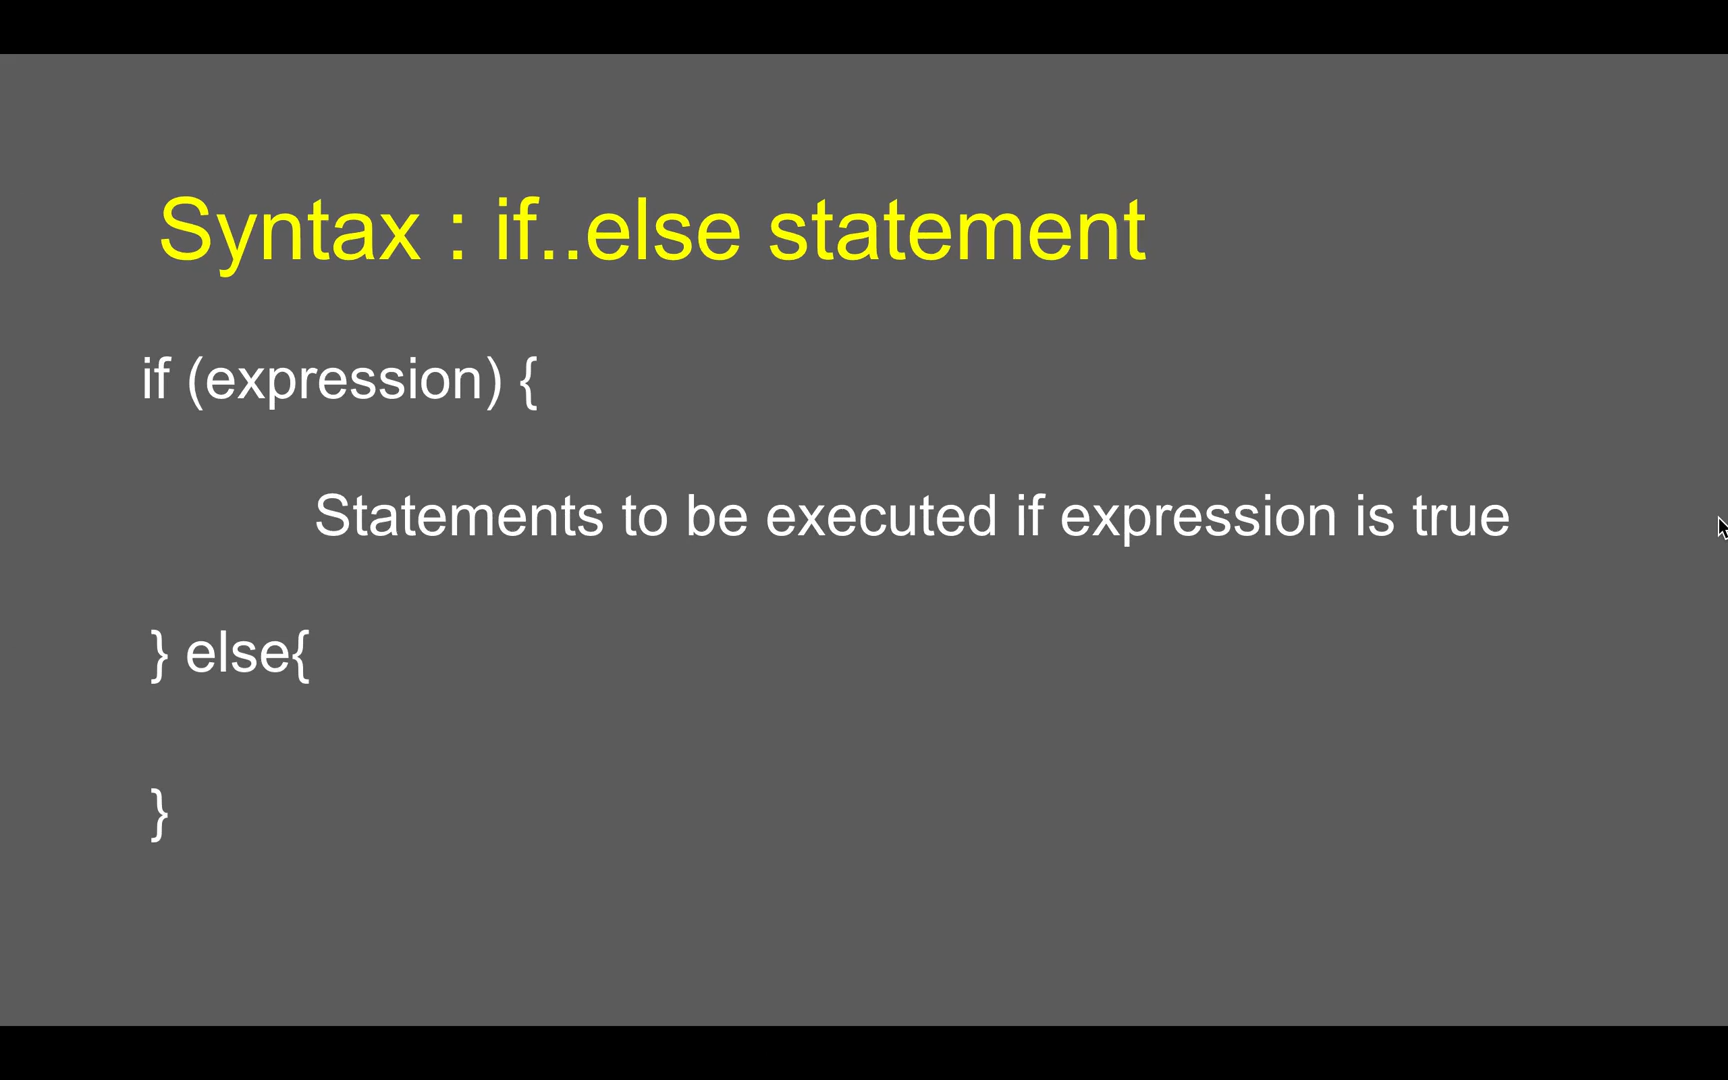 Syntax : if..else statement
if (expression) {
Statements to be executed if expression is true
} else{
}